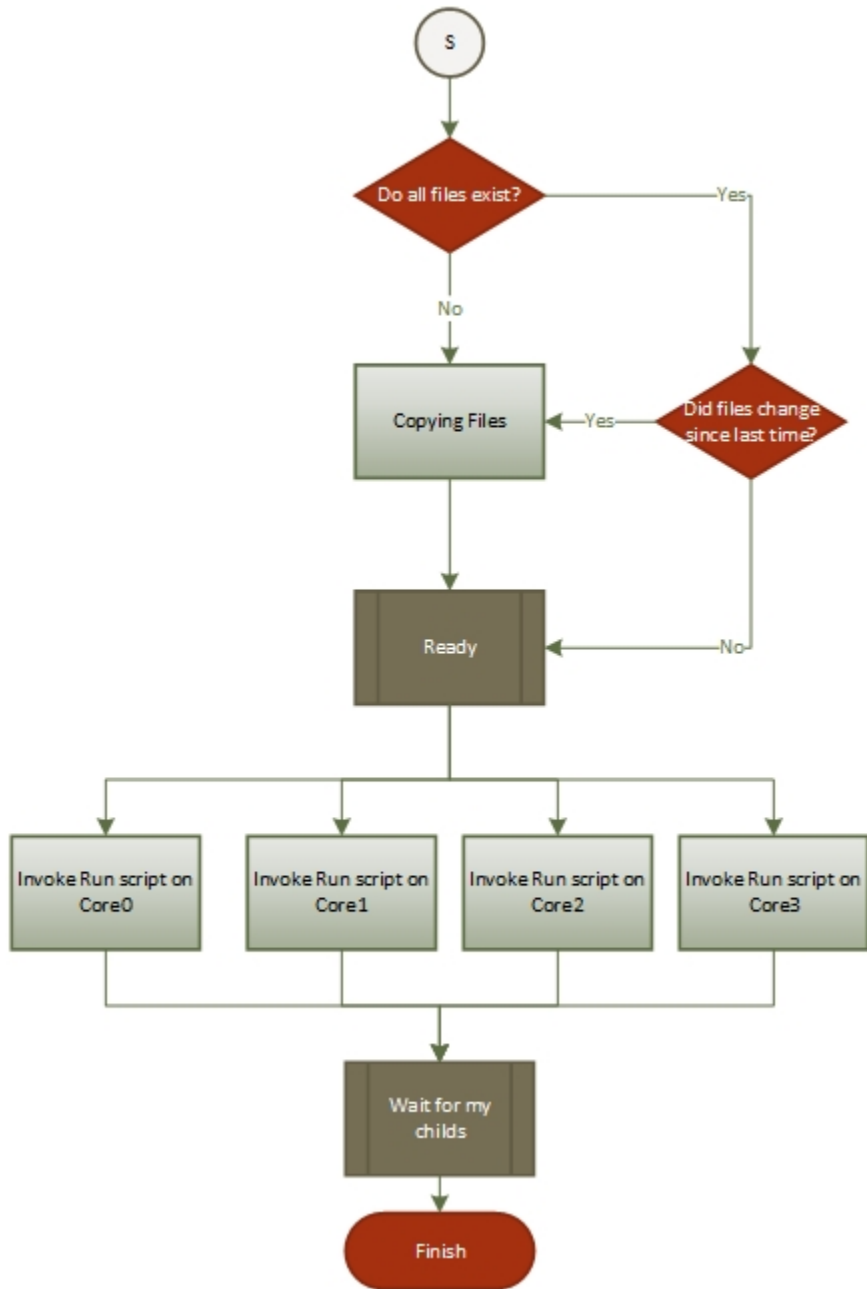 S
Do all files exist?
Yes
No
Copying Files
Yes
Did files change
since last time?
Ready
No
Invoke Run script on
Core0
Invoke Run script on
Core1
Invoke Run script on
Core2
Invoke Run script on
Core3
Wait for my
childs
Finish